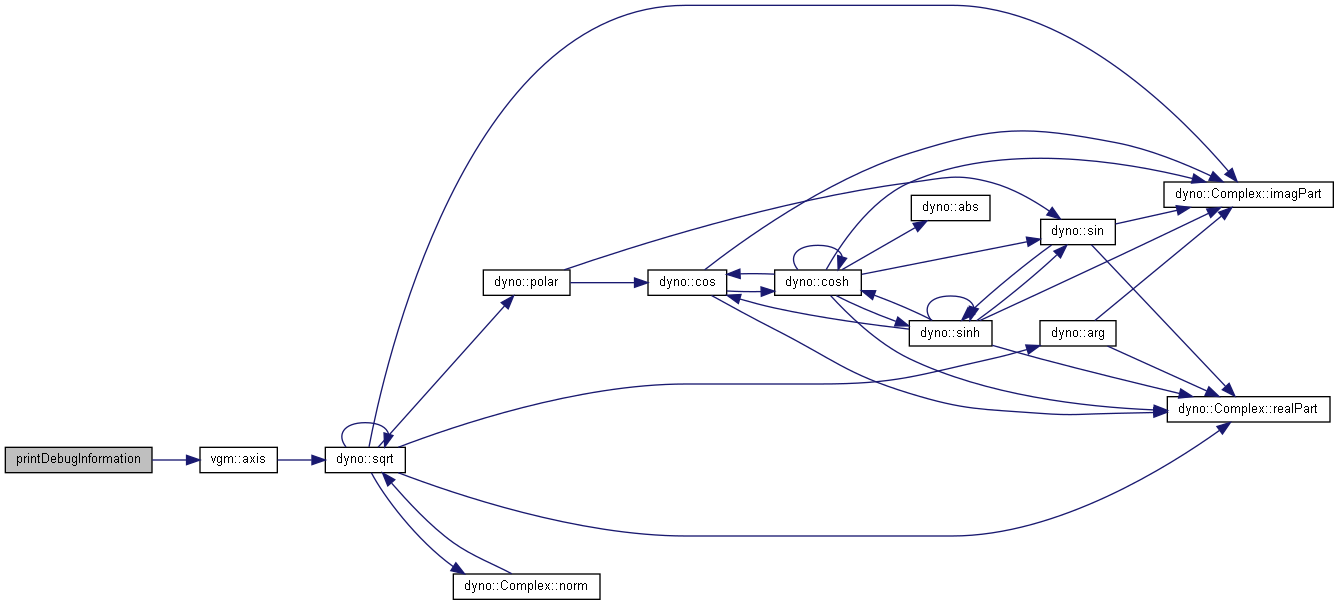 dyno::Complex::imagPart
dyno::abs
dyno::sin
dyno::polar
dyno::cos
dyno::cosh
dyno::sinh
dyno::arg
dyno::Complex::realPart
printDebugInformation
vgm::axis
dyno::sqrt
dyno::Complex::norm